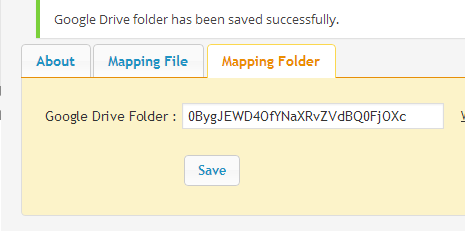 Google Drive folder has been saved successfully.
About Mapping File Mapping Folder
Google Drive Folder : 0BygJEWD4OfYNaXRvZVdBQ0FjOXc
Save